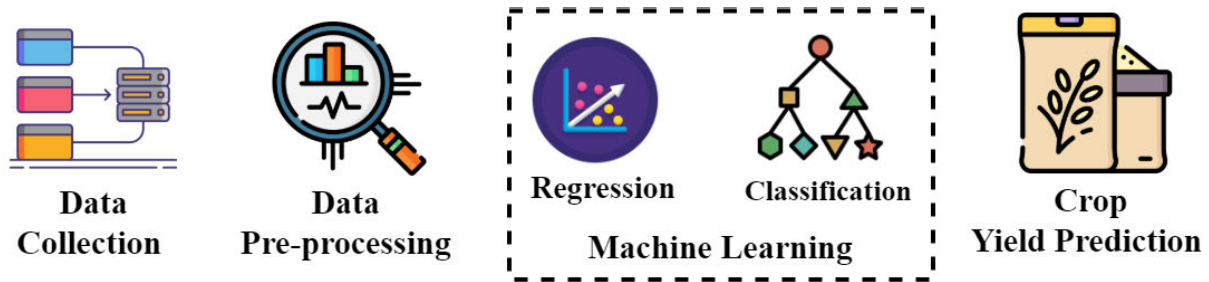 Data
Collection
Data
Pre-processing
Regression
Classification
Machine Learning
Crop
Yield Prediction